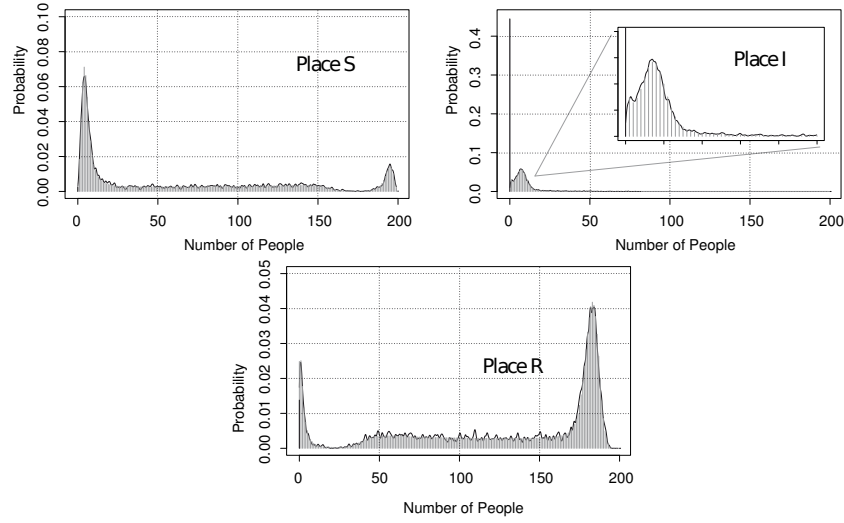 Probability
0.00 0.02 0.04 0.06 0.08 0.10
Place S
0 50 100 150 200
Number of People
Probability
0.0 0.1 0.2 0.3 0.4
Place I
0 50 100 150 200
Number of People
Probability
0.00 0.01 0.02 0.03 0.04 0.05
Place R
0 50 100 150 200
Number of People